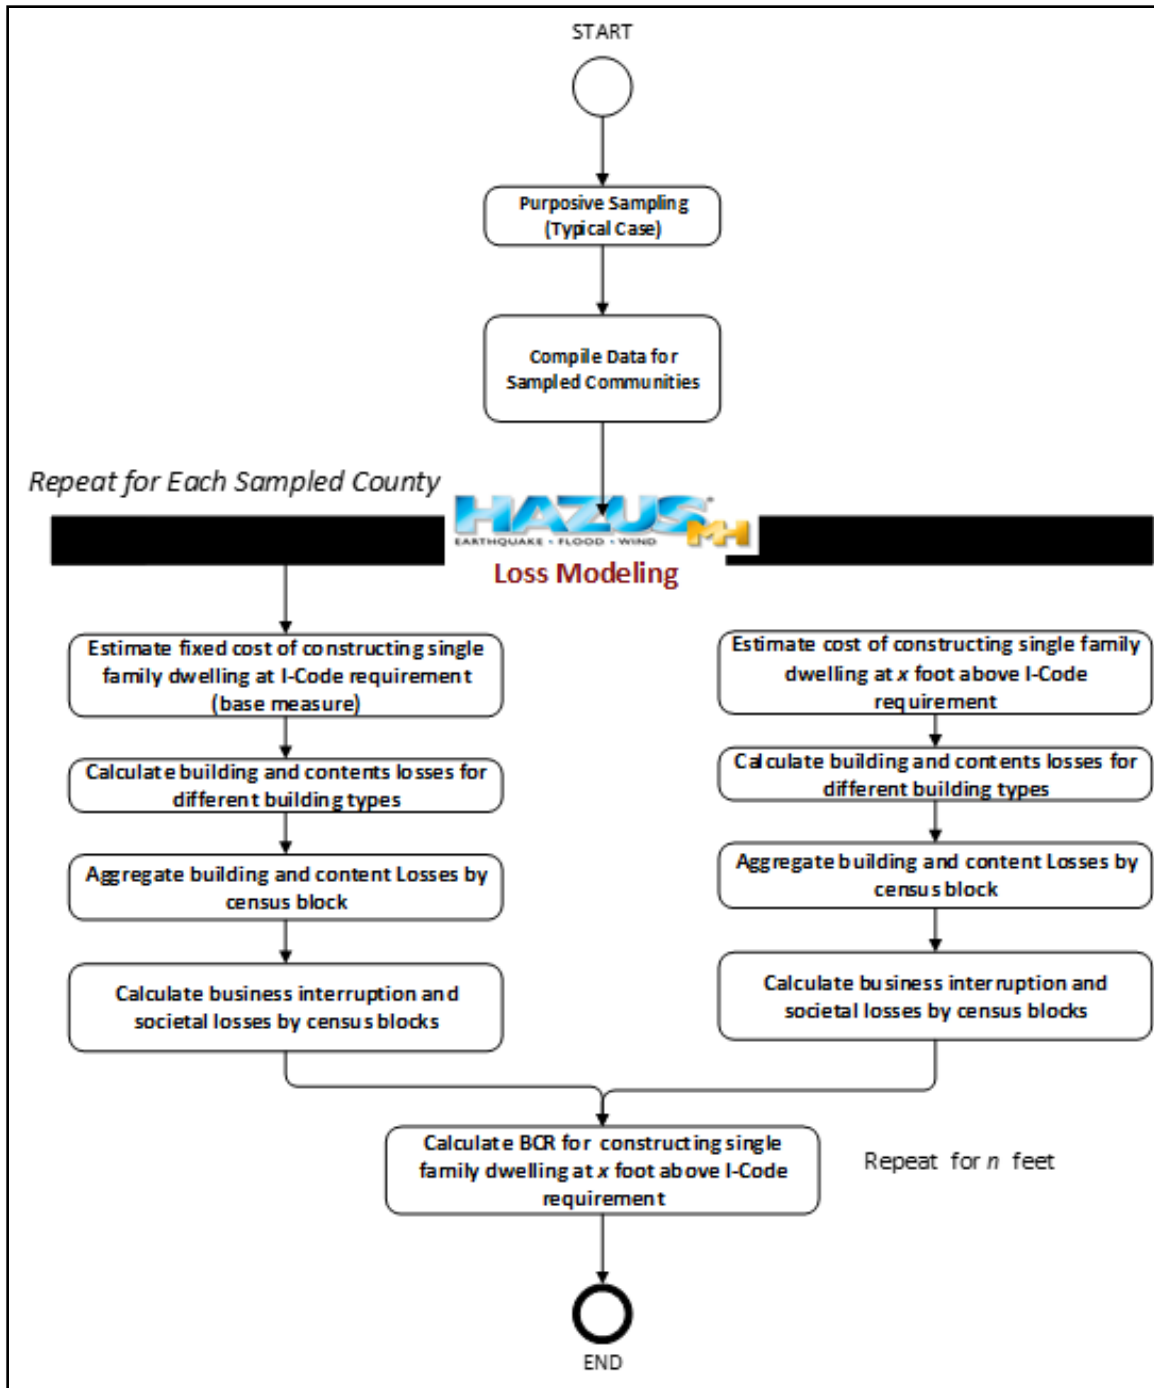 START
Purposive Sampling
(Typical Case)
Compile Data for
Sampled Communities
Repeat for Each Sampled County
HAZUS
MH
EARTHQUAKE • FLOOD • WIND
Loss Modeling
Estimate fixed cost of constructing single
family dwelling at I-Code requirement
(base measure)
Calculate building and contents losses for
different building types
Aggregate building and content Losses by
census block
Calculate business interruption and
societal losses by census blocks
Estimate cost of constructing single family
dwelling at x foot above I-Code
requirement
Calculate building and contents losses for
different building types
Aggregate building and content Losses by
census block
Calculate business interruption and
societal losses by census blocks
Calculate BCR for constructing single
family dwelling at x foot above I-Code
requirement
Repeat for n feet
END